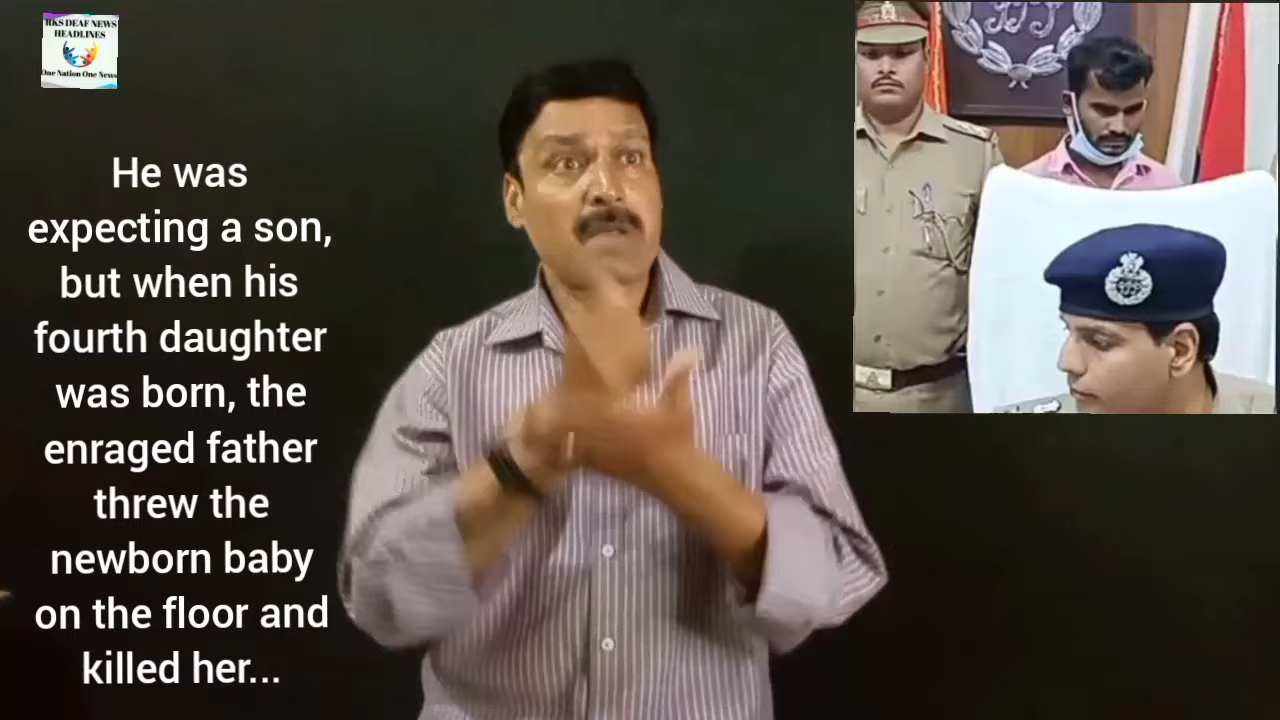 RKS DEAF NEWS
HEADLINES
One Nation One News
He was
expecting a son,
but when his
fourth daughter
was born, the
enraged father
threw the
newborn baby
on the floor and
killed her...